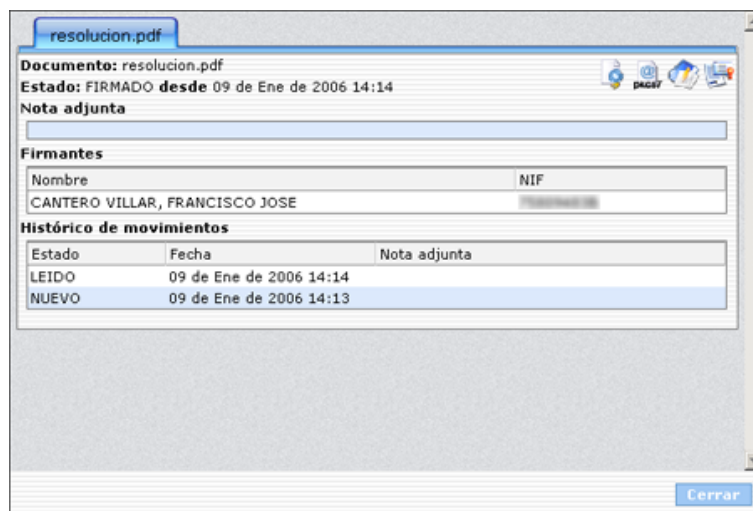 resolucion.pdf
Documento: resolucion.pdf
Estado: FIRMADO desde 09 de Ene de 2006 14:14
PKCS7
Nota adjunta
Firmantes
Nombre NIF
CANTERO VILLAR, FRANCISCO JOSE
Histórico de movimientos
Estado Fecha Nota adjunta
LEIDO 09 de Ene de 2006 14:14
NUEVO 09 de Ene de 2006 14:13
Cerrar